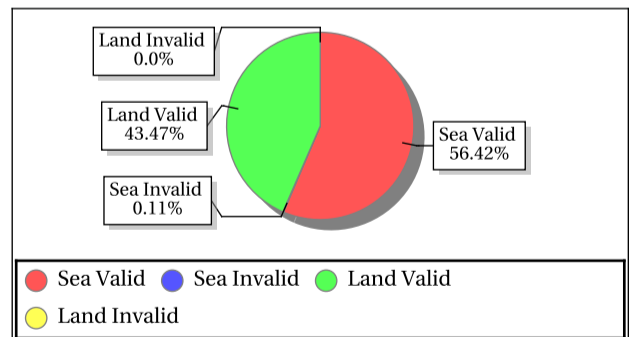 Land Invalid
0.0%
Land Valid
43.47%
Sea Valid
56.42%
Sea Invalid
0.11%
Sea Valid Sea Invalid Land Valid
Land Invalid